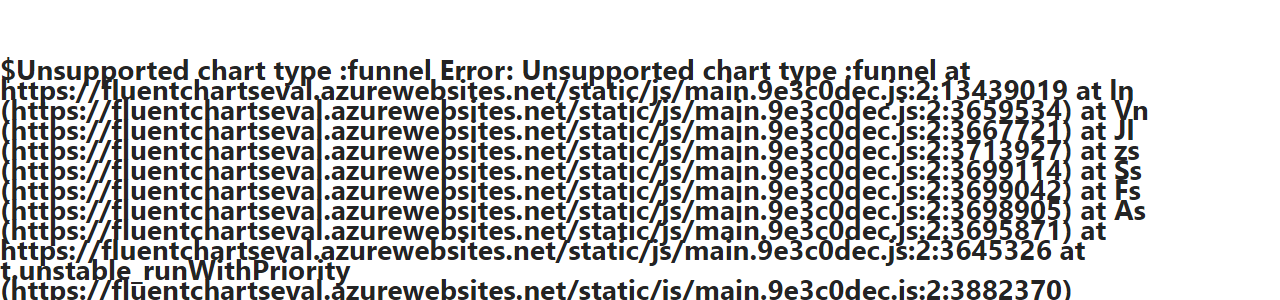 $Unsupported chart type :funnel Error: Unsupported chart type :funnel at
https://fluentchartseval.azurewebsites.net/static/js/main.9e3c0dec.js:2:13439019 at ln
(https://fluentchartseval.azurewebsites.net/static/js/main.9e3c0dec.js:2:3659534) at Vn
(https://fluentchartseval.azurewebsites.net/static/js/main.9e3c0dec.js:2:3667721) at Jl
(https://fluentchartseval.azurewebsites.net/static/js/main.9e3c0dec.js:2:3713927) at zs
(https://fluentchartseval.azurewebsites.net/static/js/main.9e3c0dec.js:2:3699114) at Ss
(https://fluentchartseval.azurewebsites.net/static/js/main.9e3c0dec.js:2:3699042) at Fs
(https://fluentchartseval.azurewebsites.net/static/js/main.9e3c0dec.js:2:3698905) at As
(https://fluentchartseval.azurewebsites.net/static/js/main.9e3c0dec.js:2:3695871) at
https://fluentchartseval.azurewebsites.net/static/js/main.9e3c0dec.js:2:3645326 at
t.unstable_runWithPriority
(https://fluentchartseval.azurewebsites.net/static/js/main.9e3c0dec.js:2:3882370)